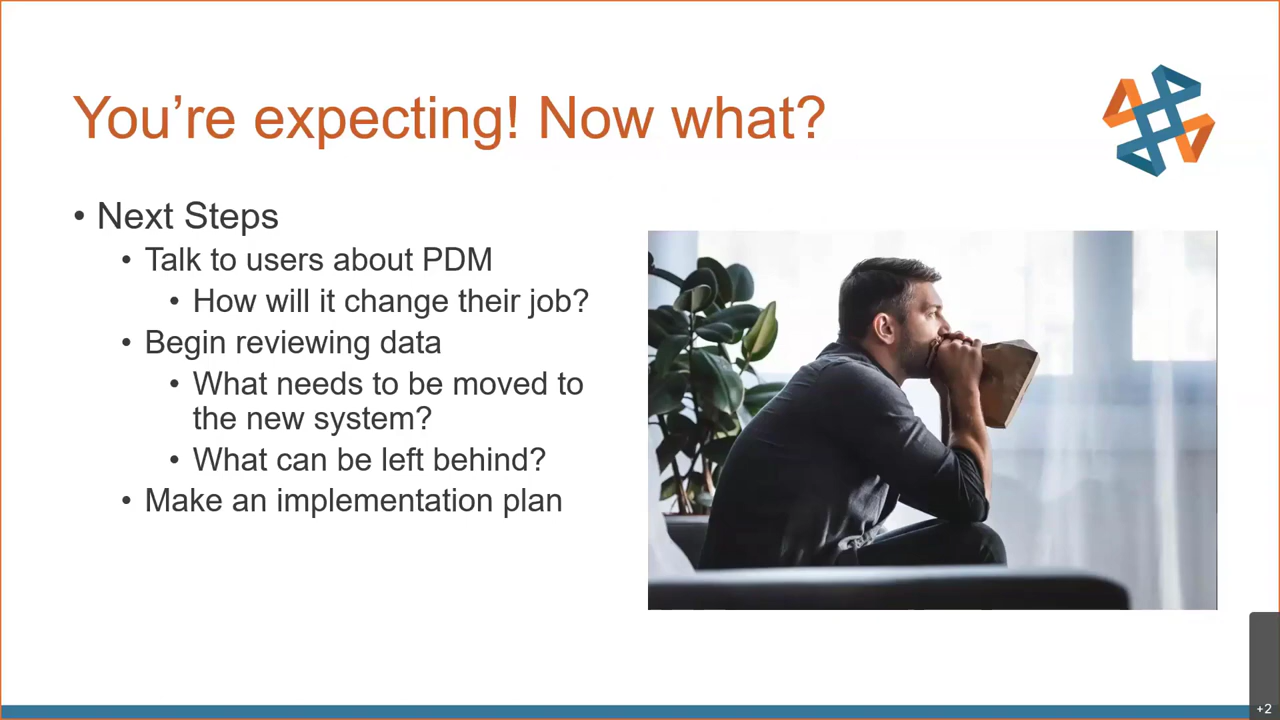 You’re expecting! Now what?
• Next Steps
• Talk to users about PDM
• How will it change their job?
• Begin reviewing data
• What needs to be moved to
the new system?
• What can be left behind?
• Make an implementation plan
+2